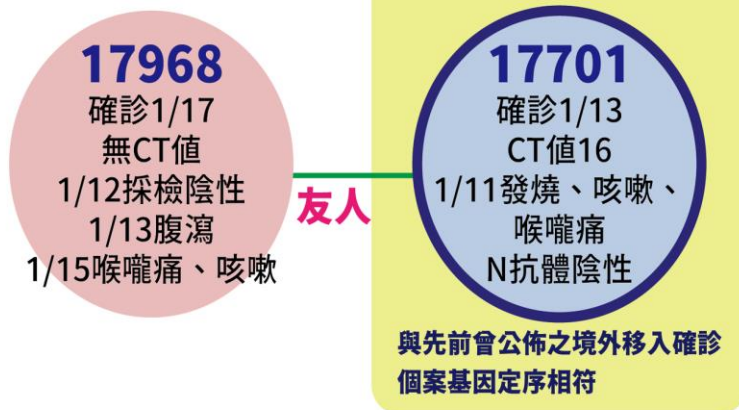 17968
確診1/17
無CT值
1/12採檢陰性
1/13腹瀉
1/15喉嚨痛、咳嗽
友人
17701
確診1/13
CT值16
1/11發燒、咳嗽、
喉嚨痛
N抗體陰性
與先前曾公佈之境外移入確診
個案基因定序相符